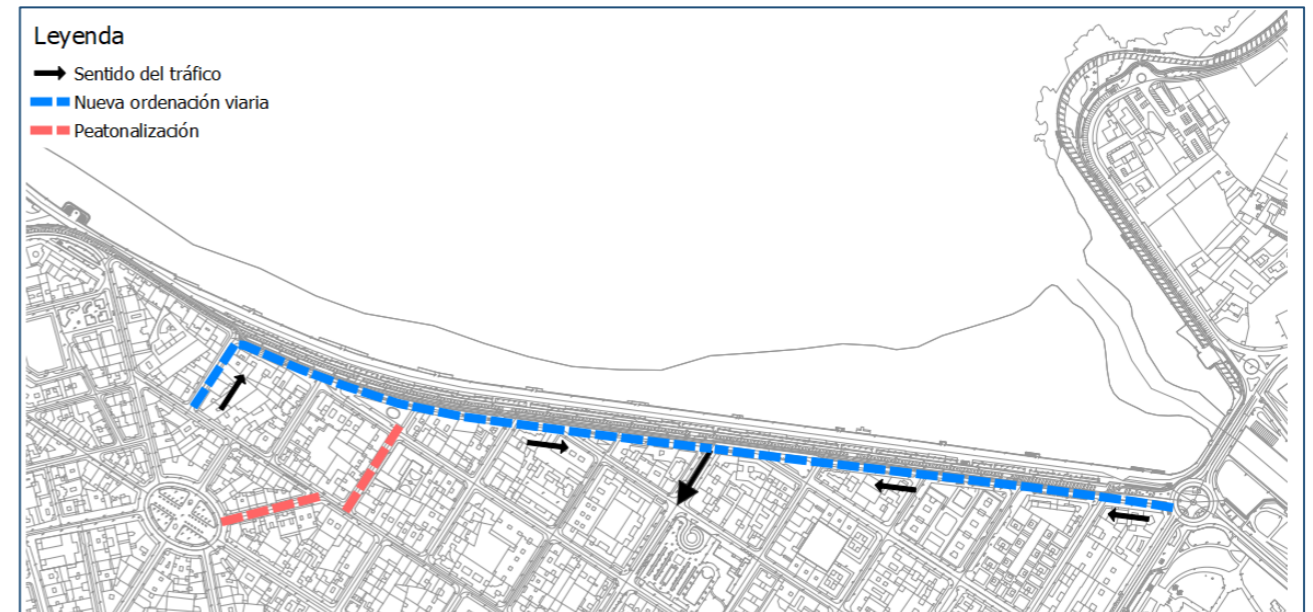 Leyenda
Sentido del tráfico
Nueva ordenación viaria
Peatonalización